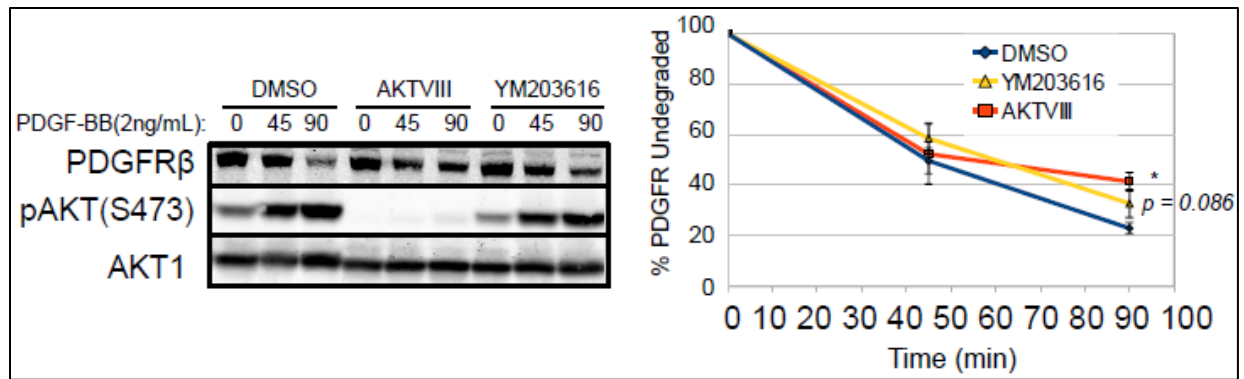 DMSO AKTVIII YM203616
PDGF-BB(2ng/mL): 0 45 90 0 45 90 0 45 90
PDGFRβ
pAKT(S473)
AKT1
% PDGFR Undegraded
100
80
60
40
20
0
DMSO
YM203616
AKTVIII
*
p = 0.086
0 10 20 30 40 50 60 70 80 90 100
Time (min)